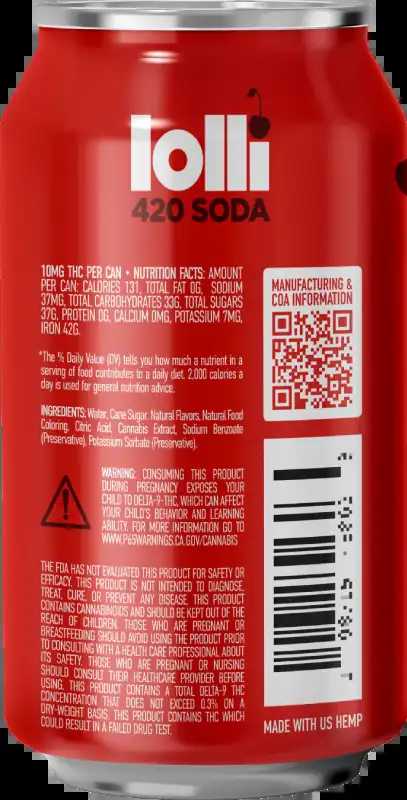 lolli
420 SODA
10MG THC PER CAN • NUTRITION FACTS: AMOUNT
PER CAN: CALORIES 131, TOTAL FAT 0G, SODIUM
37MG, TOTAL CARBOHYDRATES 33G, TOTAL SUGARS
37G, PROTEIN 0G, CALCIUM 0MG, POTASSIUM 7MG,
IRON 42G.
*The % Daily Value (DV) tells you how much a nutrient in a
serving of food contributes to a daily diet. 2,000 calories a
day is used for general nutrition advice.
INGREDIENTS: Water, Cane Sugar, Natural Flavors, Natural Food
Coloring, Citric Acid, Cannabis Extract, Sodium Benzoate
(Preservative), Potassium Sorbate (Preservative).
WARNING: CONSUMING THIS PRODUCT
DURING PREGNANCY EXPOSES YOUR
CHILD TO DELTA-9-THC, WHICH CAN AFFECT
YOUR CHILD'S BEHAVIOR AND LEARNING
ABILITY. FOR MORE INFORMATION GO TO
WWW.P65WARNINGS.CA.GOV/CANNABIS
THE FDA HAS NOT EVALUATED THIS PRODUCT FOR SAFETY OR
EFFICACY. THIS PRODUCT IS NOT INTENDED TO DIAGNOSE,
TREAT, CURE, OR PREVENT ANY DISEASE. THIS PRODUCT
CONTAINS CANNABINOIDS AND SHOULD BE KEPT OUT OF THE
REACH OF CHILDREN. THOSE WHO ARE PREGNANT OR
BREASTFEEDING SHOULD AVOID USING THE PRODUCT PRIOR
TO CONSULTING WITH A HEALTH CARE PROFESSIONAL ABOUT
ITS SAFETY. THOSE WHO ARE PREGNANT OR NURSING
SHOULD CONSULT THEIR HEALTHCARE PROVIDER BEFORE
USING. THIS PRODUCT CONTAINS A TOTAL DELTA-9 THC
CONCENTRATION THAT DOES NOT EXCEED 0.3% ON A
DRY-WEIGHT BASIS. THIS PRODUCT CONTAINS THC WHICH
COULD RESULT IN A FAILED DRUG TEST.
MANUFACTURING &
COA INFORMATION
MADE WITH US HEMP